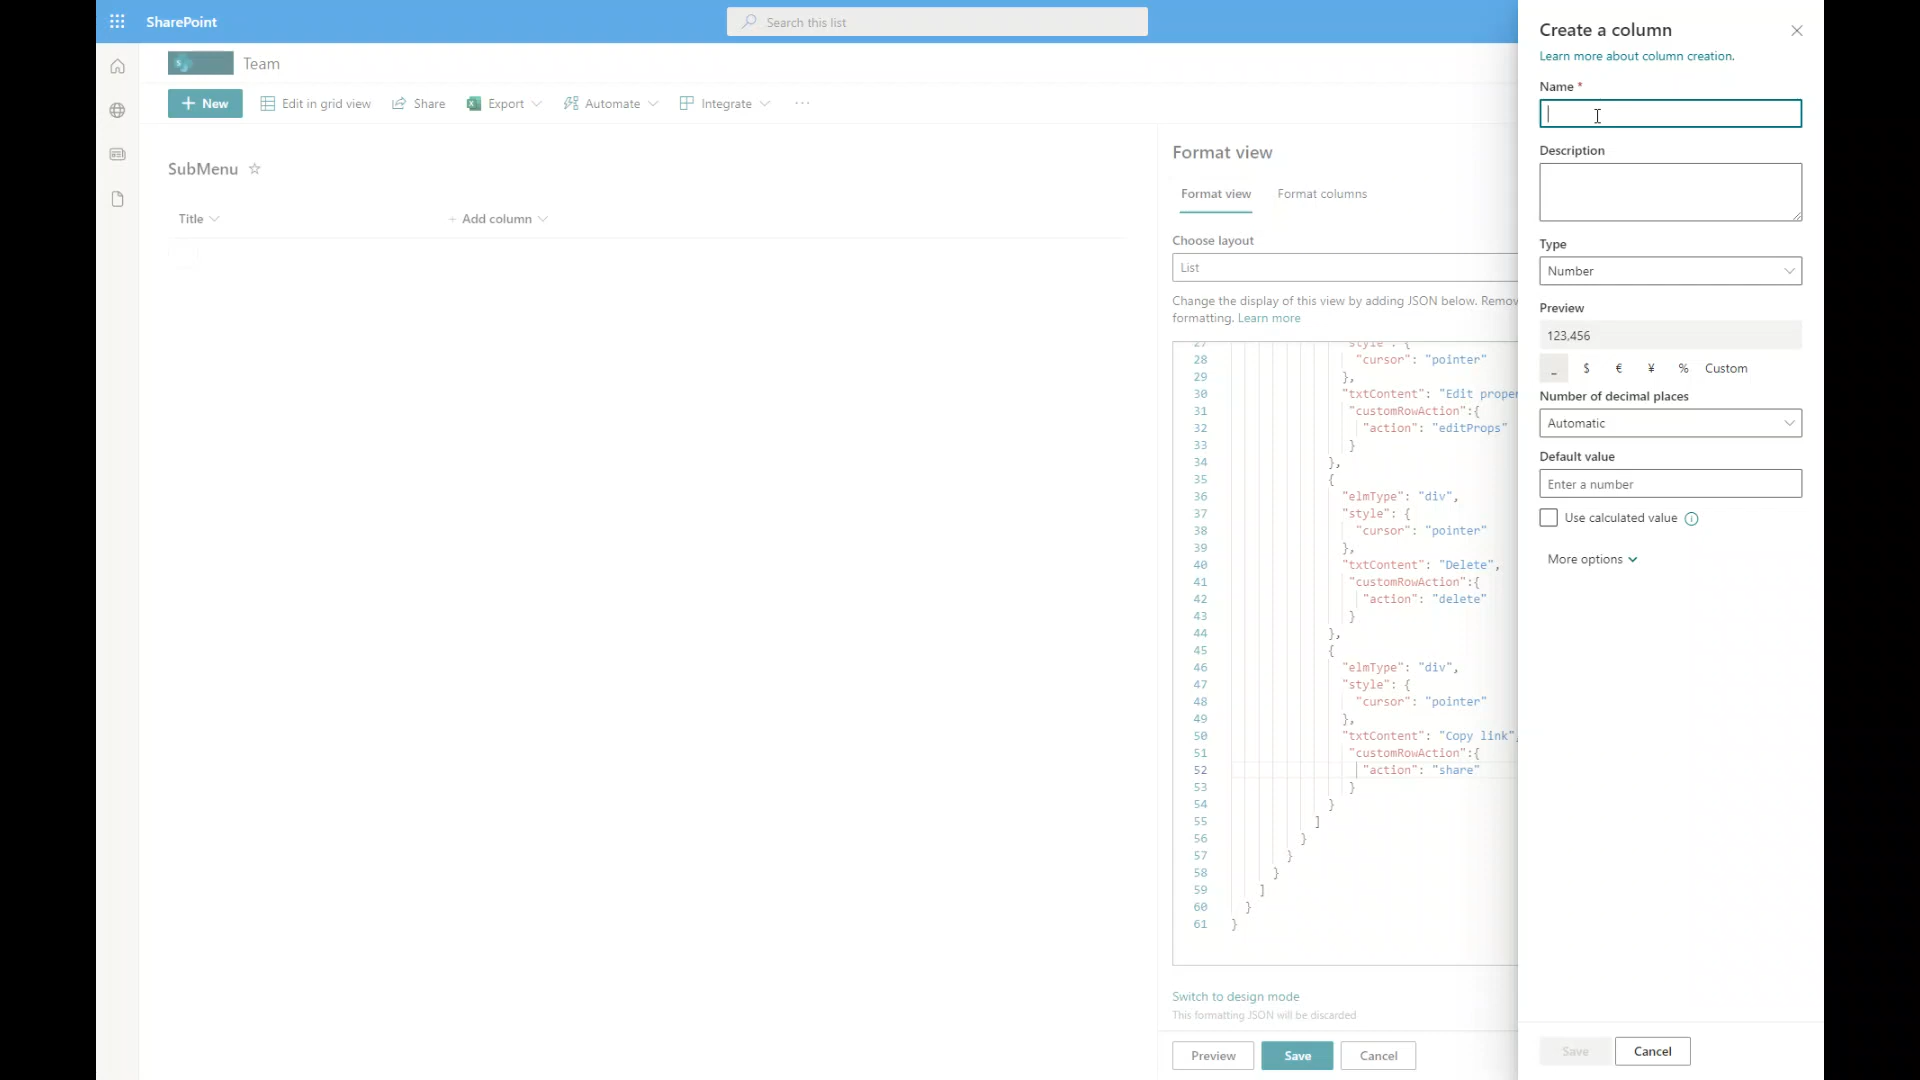 SharePoint
Search this list
Team
New
Edit in grid view
Share
Export
Automate
Integrate
SubMenu
Title
+ Add column
Format view
Format view
Format columns
Choose layout
List
Change the display of this view by adding JSON below. Remov
formatting. Learn more
27 style": {
28 "cursor": "pointer"
29 },
30 "txtContent": "Edit proper
31 "customRowAction":{
32 "action": "editProps"
33 }
34 },
35 {
36 "elmType": "div",
37 "style": {
38 "cursor": "pointer"
39 },
40 "txtContent": "Delete",
41 "customRowAction":{
42 "action": "delete"
43 }
44 },
45 {
46 "elmType": "div",
47 "style": {
48 "cursor": "pointer"
49 },
50 "txtContent": "Copy link",
51 "customRowAction":{
52 "action": "share"
53 }
54 }
55 ]
56 }
57 }
58 }
59 ]
60 }
61 }
Switch to design mode
This formatting JSON will be discarded
Preview
Save
Cancel
Create a column
Learn more about column creation.
Name *
Description
Type
Number
Preview
123,456
_ $ € ¥ % Custom
Number of decimal places
Automatic
Default value
Enter a number
Use calculated value
More options
Save
Cancel